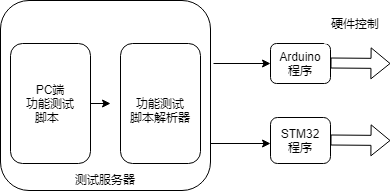 硬件控制
PC端
功能测试
脚本
功能测试
脚本解析器
Arduino
程序
STM32
程序
测试服务器